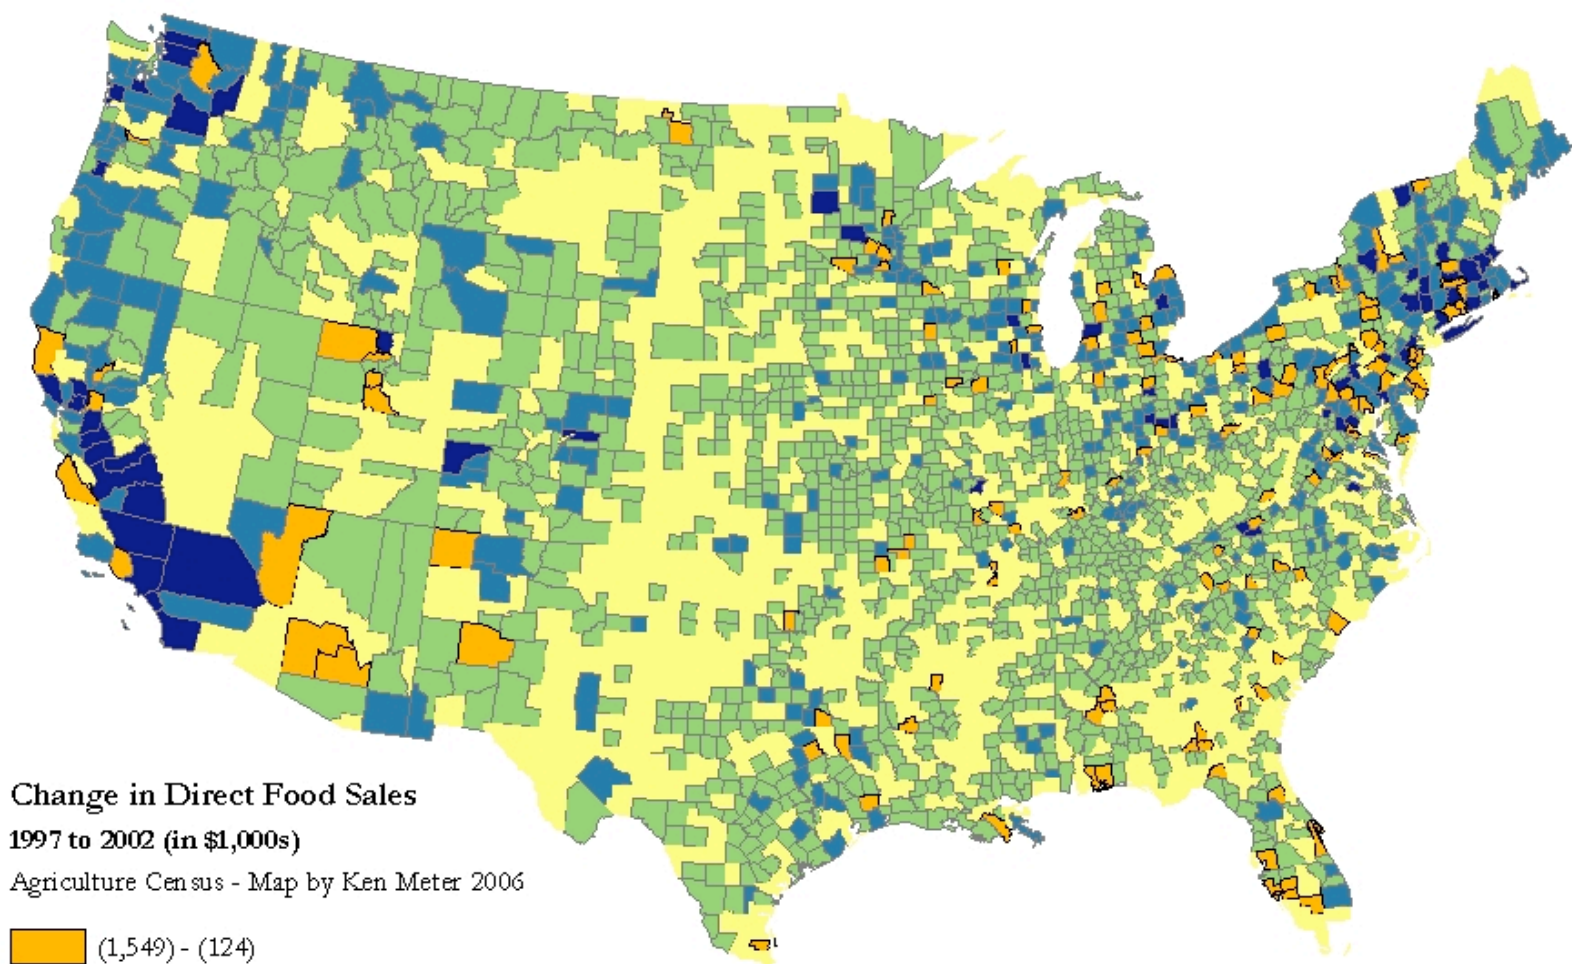 Change in Direct Food Sales
1997 to 2002 (in $1,000s)
Agriculture Census - Map by Ken Meter 2006
(1,549) - (124)